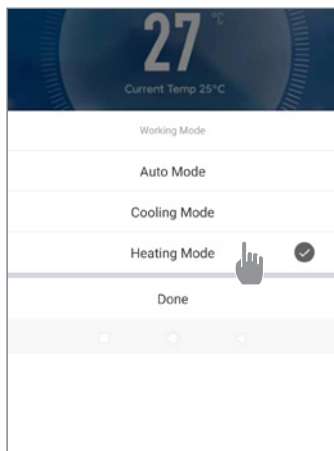 27 °C
Current Temp 25°C
Working Mode
Auto Mode
Cooling Mode
Heating Mode
Done